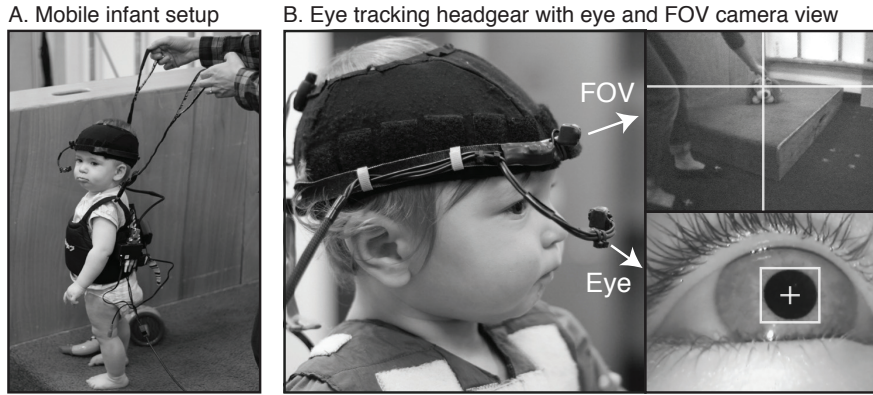 A. Mobile infant setup
B. Eye tracking headgear with eye and FOV camera view
FOV
Eye